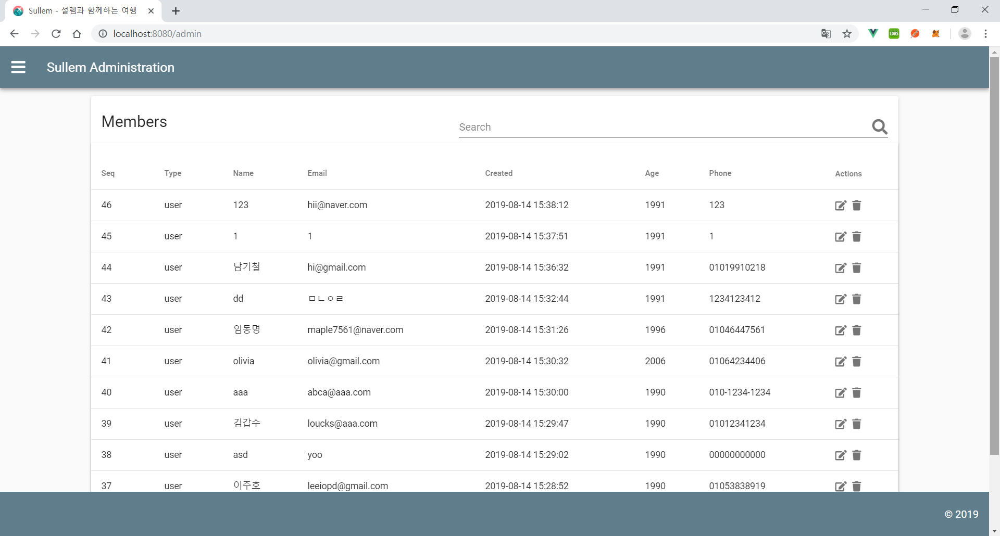 Sullem - 설렘과 함께하는 여행
localhost:8080/admin
CORS
Sullem Administration
Members
Search
Seq Type Name Email Created Age Phone Actions
46 user 123 hii@naver.com 2019-08-14 15:38:12 1991 123
45 user 1 1 2019-08-14 15:37:51 1991 1
44 user 남기철 hi@gmail.com 2019-08-14 15:36:32 1991 01019910218
43 user dd ㅁㄴㅇㄹ 2019-08-14 15:32:44 1991 1234123412
42 user 임동명 maple7561@naver.com 2019-08-14 15:31:26 1996 01046447561
41 user olivia olivia@gmail.com 2019-08-14 15:30:32 2006 01064234406
40 user aaa abca@aaa.com 2019-08-14 15:30:00 1990 010-1234-1234
39 user 김갑수 loucks@aaa.com 2019-08-14 15:29:47 1990 01012341234
38 user asd yoo 2019-08-14 15:29:02 1990 00000000000
37 user 이주호 leeiopd@gmail.com 2019-08-14 15:28:52 1990 01053838919
© 2019